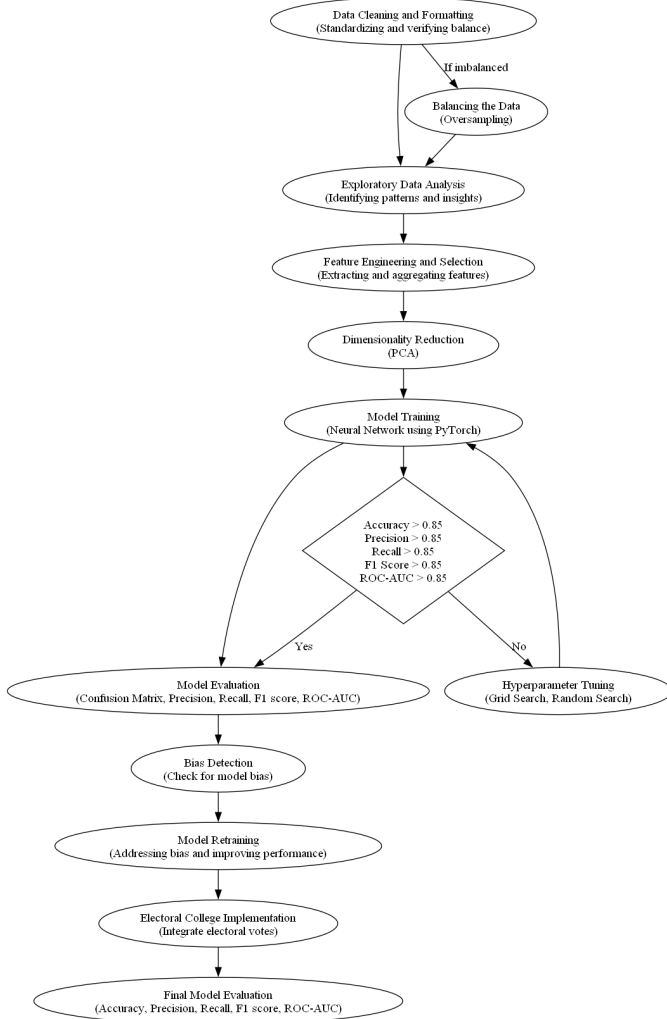 Data Cleaning and Formatting
(Standardizing and verifying balance)
If imbalanced
Balancing the Data
(Oversampling)
Exploratory Data Analysis
(Identifying patterns and insights)
Feature Engineering and Selection
(Extracting and aggregating features)
Dimensionality Reduction
(PCA)
Model Training
(Neural Network using PyTorch)
Accuracy > 0.85
Precision > 0.85
Recall > 0.85
F1 Score > 0.85
ROC-AUC > 0.85
Yes
No
Model Evaluation
(Confusion Matrix, Precision, Recall, F1 score, ROC-AUC)
Hyperparameter Tuning
(Grid Search, Random Search)
Bias Detection
(Check for model bias)
Model Retraining
(Addressing bias and improving performance)
Electoral College Implementation
(Integrate electoral votes)
Final Model Evaluation
(Accuracy, Precision, Recall, F1 score, ROC-AUC)